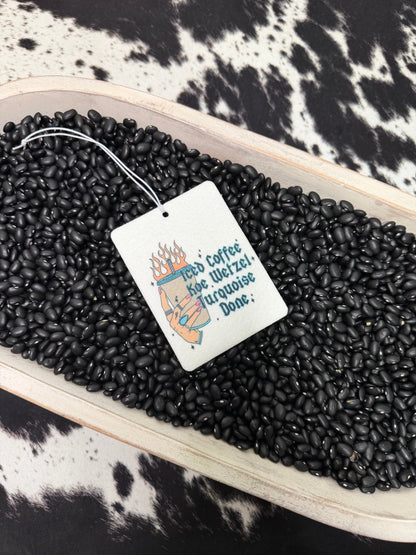 Iced Coffee
Koe Wetzel
Turquoise
Done